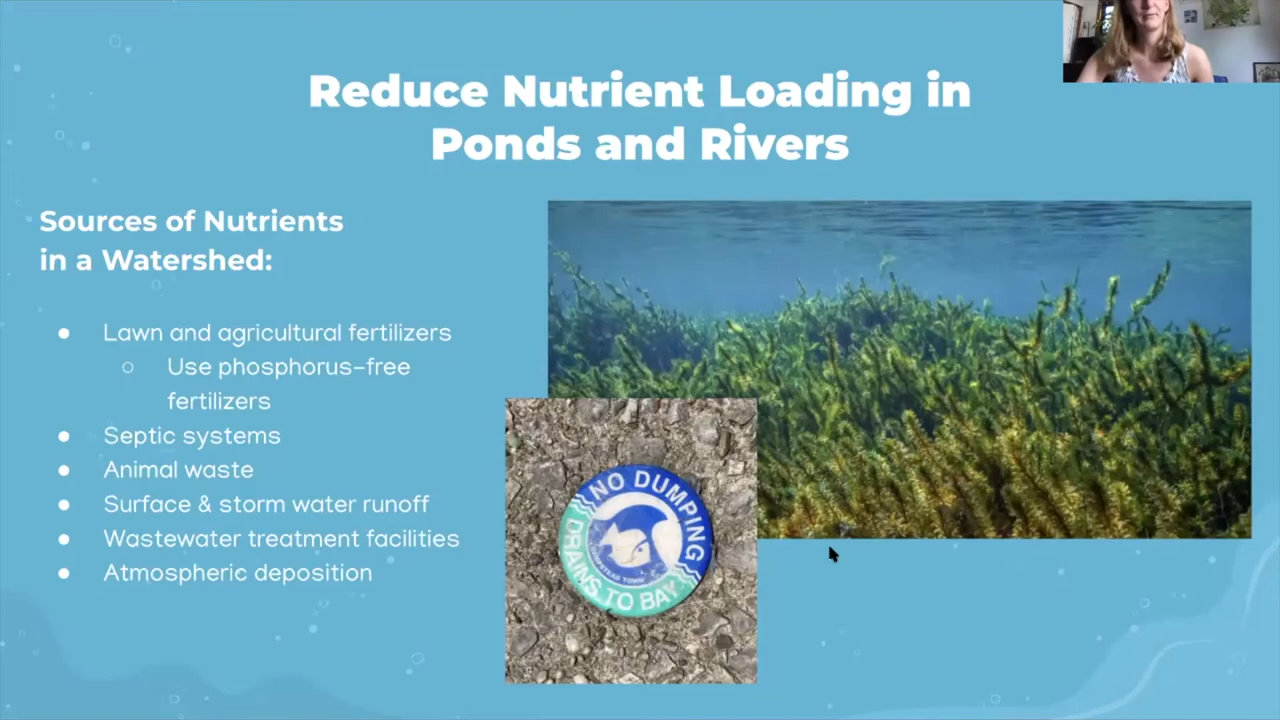 Reduce Nutrient Loading in
Ponds and Rivers
Sources of Nutrients
in a Watershed:
● Lawn and agricultural fertilizers
○ Use phosphorus-free
fertilizers
● Septic systems
● Animal waste
● Surface & storm water runoff
● Wastewater treatment facilities
● Atmospheric deposition
NO DUMPING
DRAINS TO BAY
TOWN